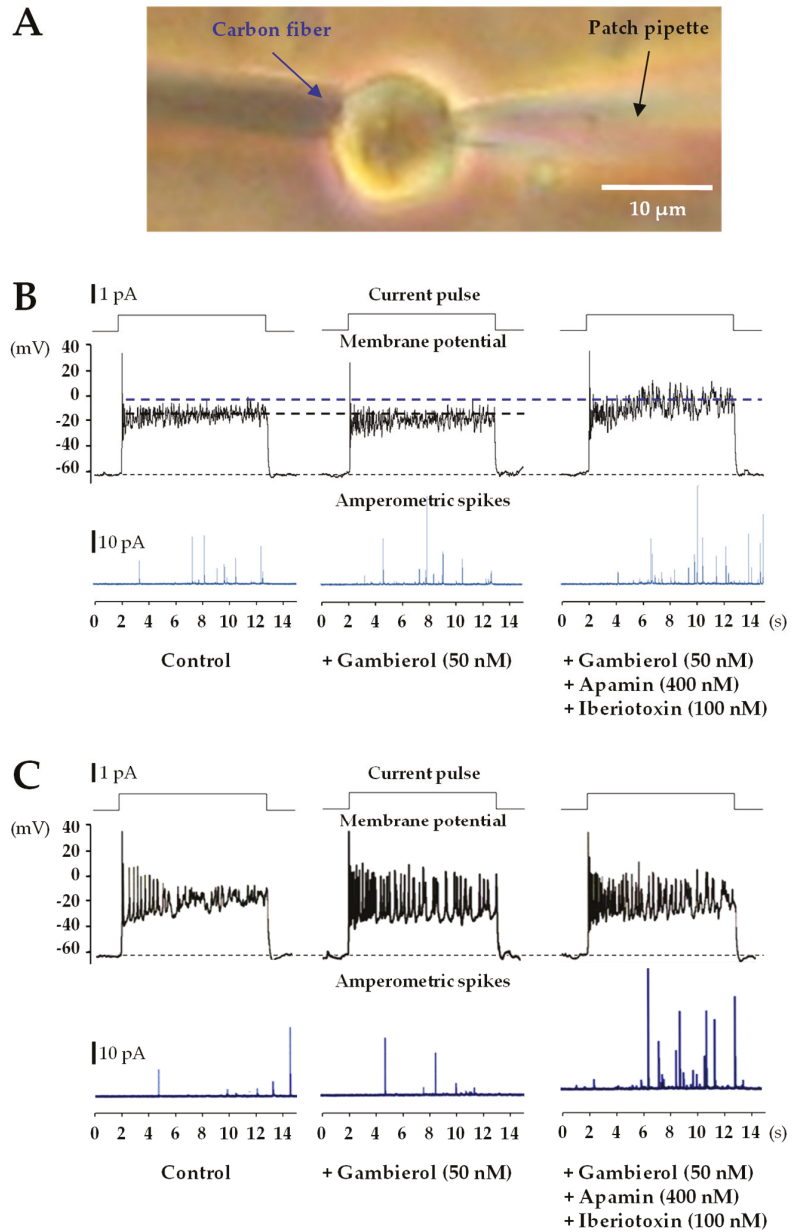 A
Carbon fiber
Patch pipette
10 µm
B
1 pA
Current pulse
Membrane potential
(mV)
40
20
0
-20
-40
-60
Amperometric spikes
10 pA
0 2 4 6 8 10 12 14 0 2 4 6 8 10 12 14 0 2 4 6 8 10 12 14 (s)
Control
+ Gambierol (50 nM)
+ Gambierol (50 nM)
+ Apamin (400 nM)
+ Iberiotoxin (100 nM)
C
1 pA
Current pulse
Membrane potential
(mV)
40
20
0
-20
-40
-60
Amperometric spikes
10 pA
0 2 4 6 8 10 12 14 0 2 4 6 8 10 12 14 0 2 4 6 8 10 12 14 (s)
Control
+ Gambierol (50 nM)
+ Gambierol (50 nM)
+ Apamin (400 nM)
+ Iberiotoxin (100 nM)